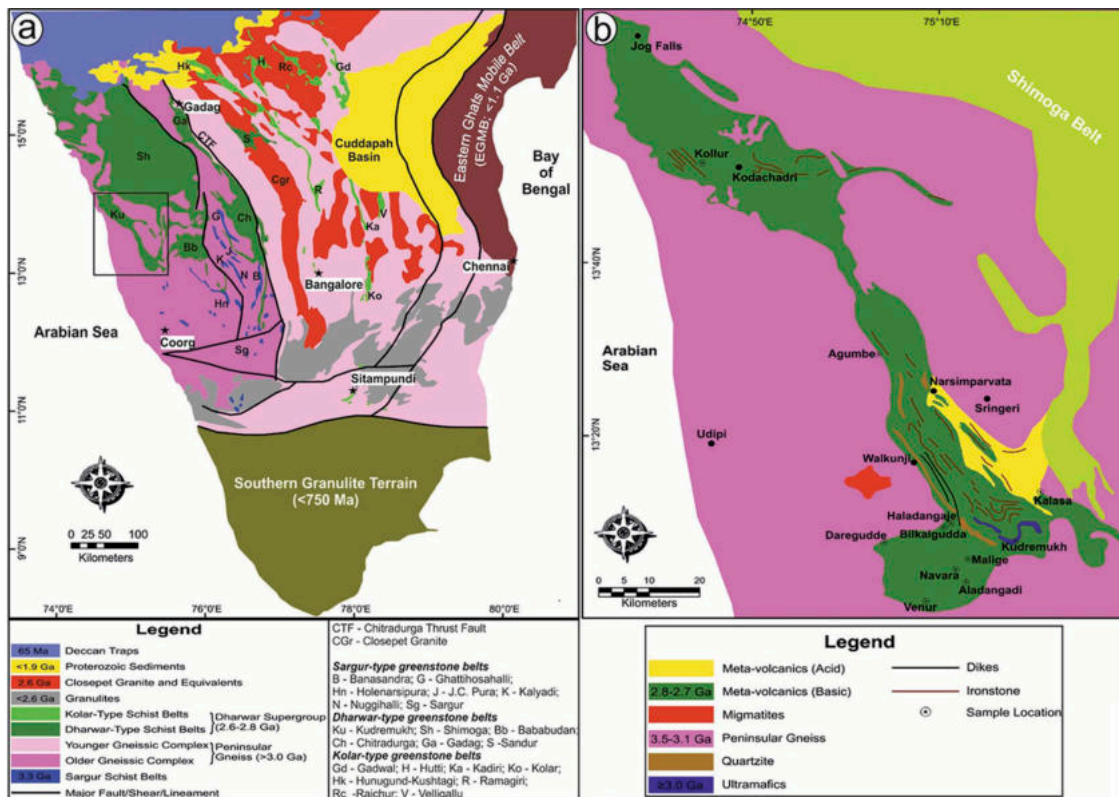 a
Hk
H
Rc
Gd
Gadag
Ga
CTF
S
Sh
Cgr
R
Cuddapah
Basin
Eastern Ghats Mobile Belt
(EGMB; <1.1 Ga)
Bay
of
Bengal
Ku
G
Ch
Bb
J
K
N
B
Hn
V
Ka
Ko
Bangalore
Chennai
Arabian Sea
Coorg
Sg
Sitampundi
Southern Granulite Terrain
(<750 Ma)
0 25 50 100
Kilometers
15°0'N
13°0'N
11°0'N
9°0'N
74°0'E
76°0'E
78°0'E
80°0'E
Legend
65 Ma Deccan Traps
<1.9 Ga Proterozoic Sediments
2.6 Ga Closepet Granite and Equivalents
<2.6 Ga Granulites
Kolar-Type Schist Belts
Dharwar-Type Schist Belts
Dharwar Supergroup
(2.6-2.8 Ga)
Younger Gneissic Complex
Older Gneissic Complex
Peninsular
Gneiss (>3.0 Ga)
3.3 Ga Sargur Schist Belts
Major Fault/Shear/Lineament
CTF - Chitradurga Thrust Fault
CGr - Closepet Granite
Sargur-type greenstone belts
B - Banasandra; G - Ghattihosahalli;
Hn - Holenarsipura; J - J.C. Pura; K - Kalyadi;
N - Nuggihalli; Sg - Sargur
Dharwar-type greenstone belts
Ku - Kudremukh; Sh - Shimoga; Bb - Bababudan;
Ch - Chitradurga; Ga - Gadag; S -Sandur
Kolar-type greenstone belts
Gd - Gadwal; H - Hutti; Ka - Kadiri; Ko - Kolar;
Hk - Hunugund-Kushtagi; R - Ramagiri;
Rc -Raichur; V - Velligallu
b
74°50'
75°10'
13°40'
13°20'
Jog Falls
Shimoga Belt
Kollur
Kodachadri
Arabian
Sea
Agumbe
Narsimparvata
Sringeri
Udipi
Walkunji
Kalasa
Haladangaje
Bilkalgudda
Daregudde
Kudremukh
Malige
Navara
Aladangadi
Venur
0 5 10 20
Kilometers
Legend
Meta-volcanics (Acid)
2.8-2.7 Ga Meta-volcanics (Basic)
Migmatites
3.5-3.1 Ga Peninsular Gneiss
Quartzite
≥3.0 Ga Ultramafics
Dikes
Ironstone
Sample Location